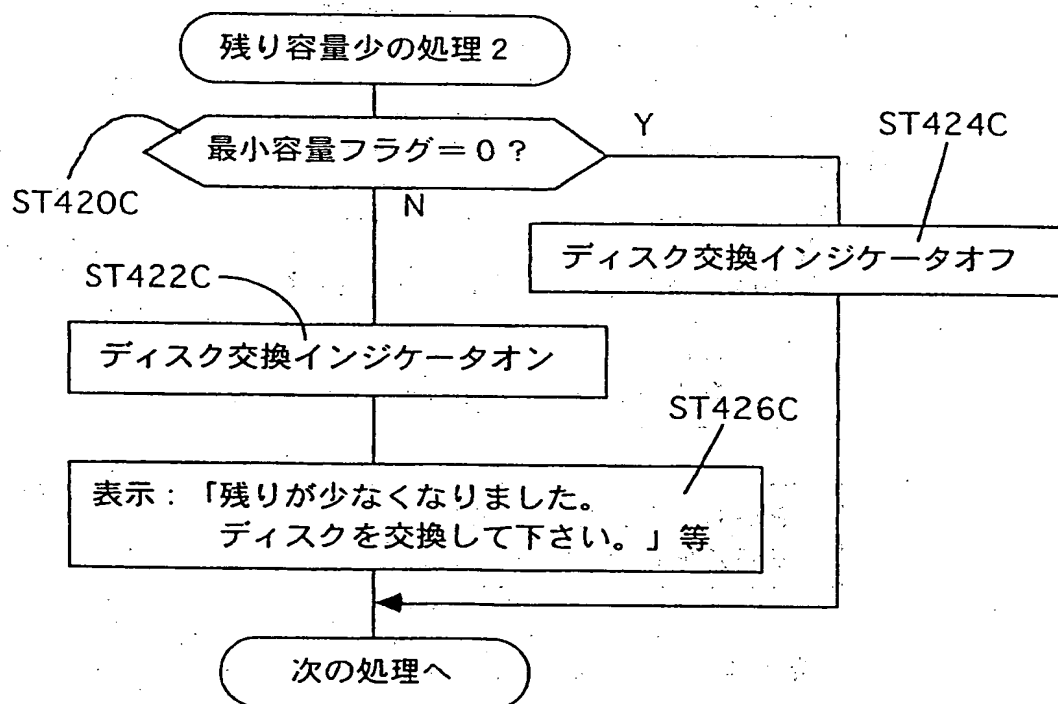 残り容量少の処理2
最小容量フラグ=0?
Y
ST424C
ST420C
N
ディスク交換インジケータオフ
ST422C
ディスク交換インジケータオン
ST426C
表示:「残りが少なくなりました。
ディスクを交換して下さい。」等
次の処理へ